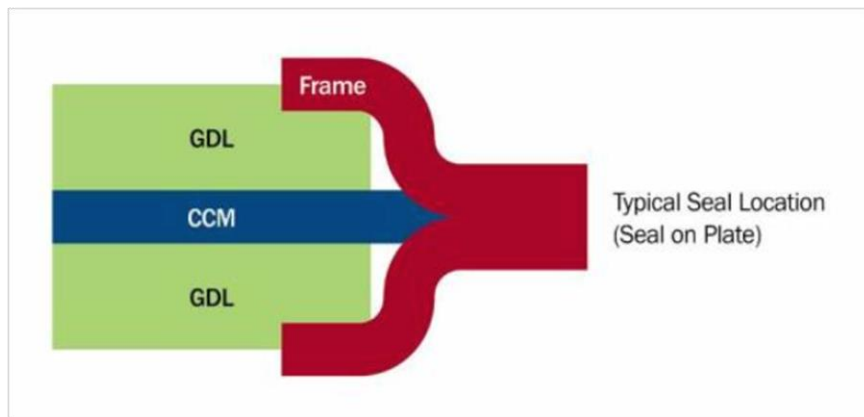 Frame
GDL
CCM
Typical Seal Location
(Seal on Plate)
GDL